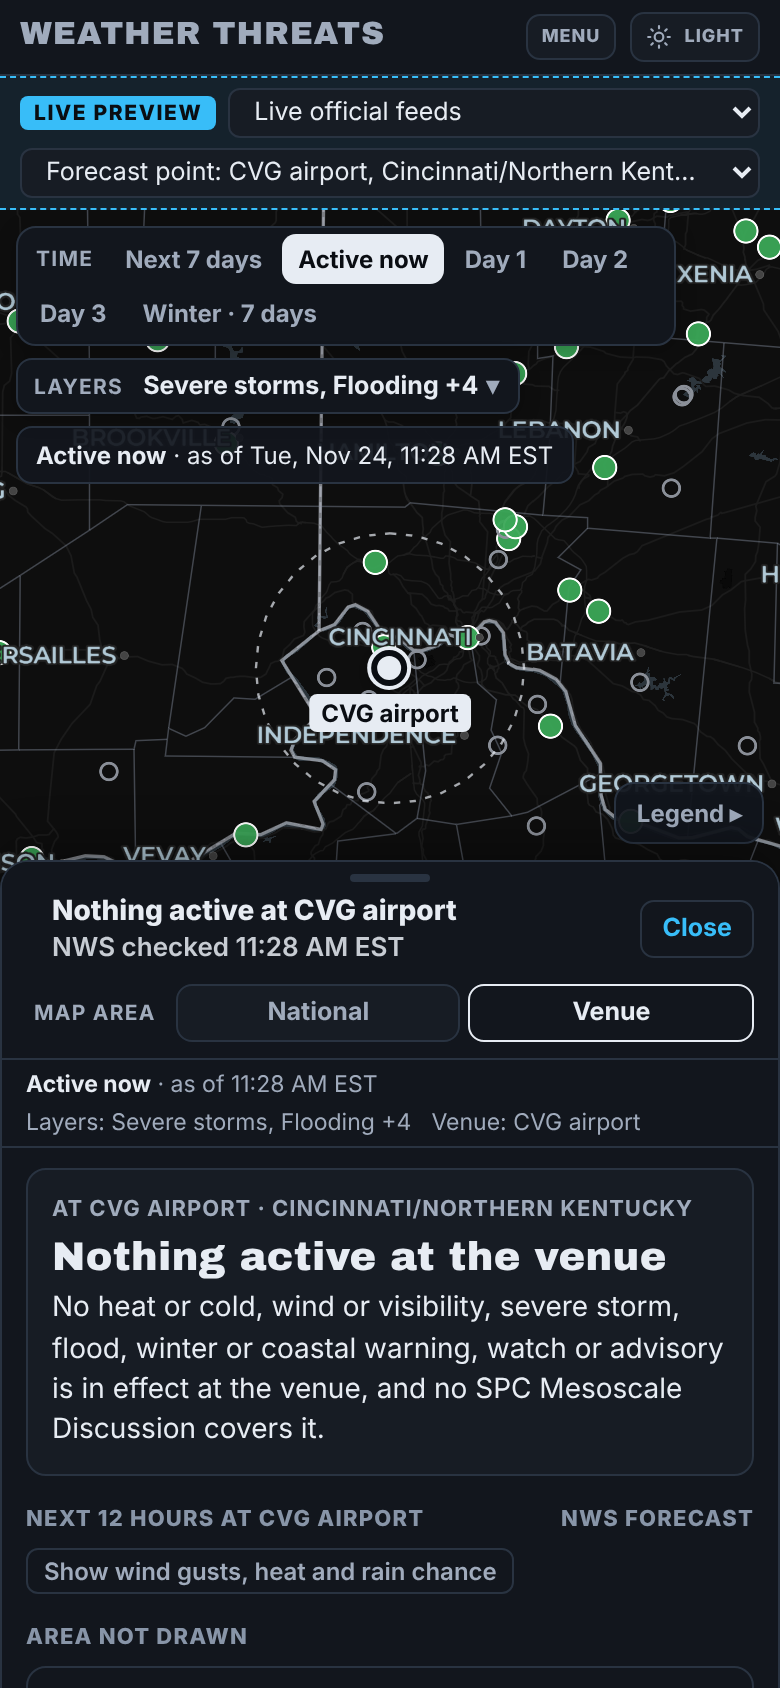 WEATHER THREATS
MENU
LIGHT
LIVE PREVIEW
Live official feeds
Forecast point: CVG airport, Cincinnati/Northern Kent...
DAYTON
XENIA
TIME
Next 7 days
Active now
Day 1
Day 2
Day 3
Winter · 7 days
LAYERS
Severe storms, Flooding +4 ▾
BROOKVILLE
LEBANON
Active now · as of Tue, Nov 24, 11:28 AM EST
CINCINNATI
RSAILLES
BATAVIA
CVG airport
INDEPENDENCE
GEORGETOWN
Legend ▸
VEVAY
SON
Nothing active at CVG airport
NWS checked 11:28 AM EST
Close
MAP AREA
National
Venue
Active now · as of 11:28 AM EST
Layers: Severe storms, Flooding +4 Venue: CVG airport
AT CVG AIRPORT · CINCINNATI/NORTHERN KENTUCKY
Nothing active at the venue
No heat or cold, wind or visibility, severe storm,
flood, winter or coastal warning, watch or advisory
is in effect at the venue, and no SPC Mesoscale
Discussion covers it.
NEXT 12 HOURS AT CVG AIRPORT
NWS FORECAST
Show wind gusts, heat and rain chance
AREA NOT DRAWN